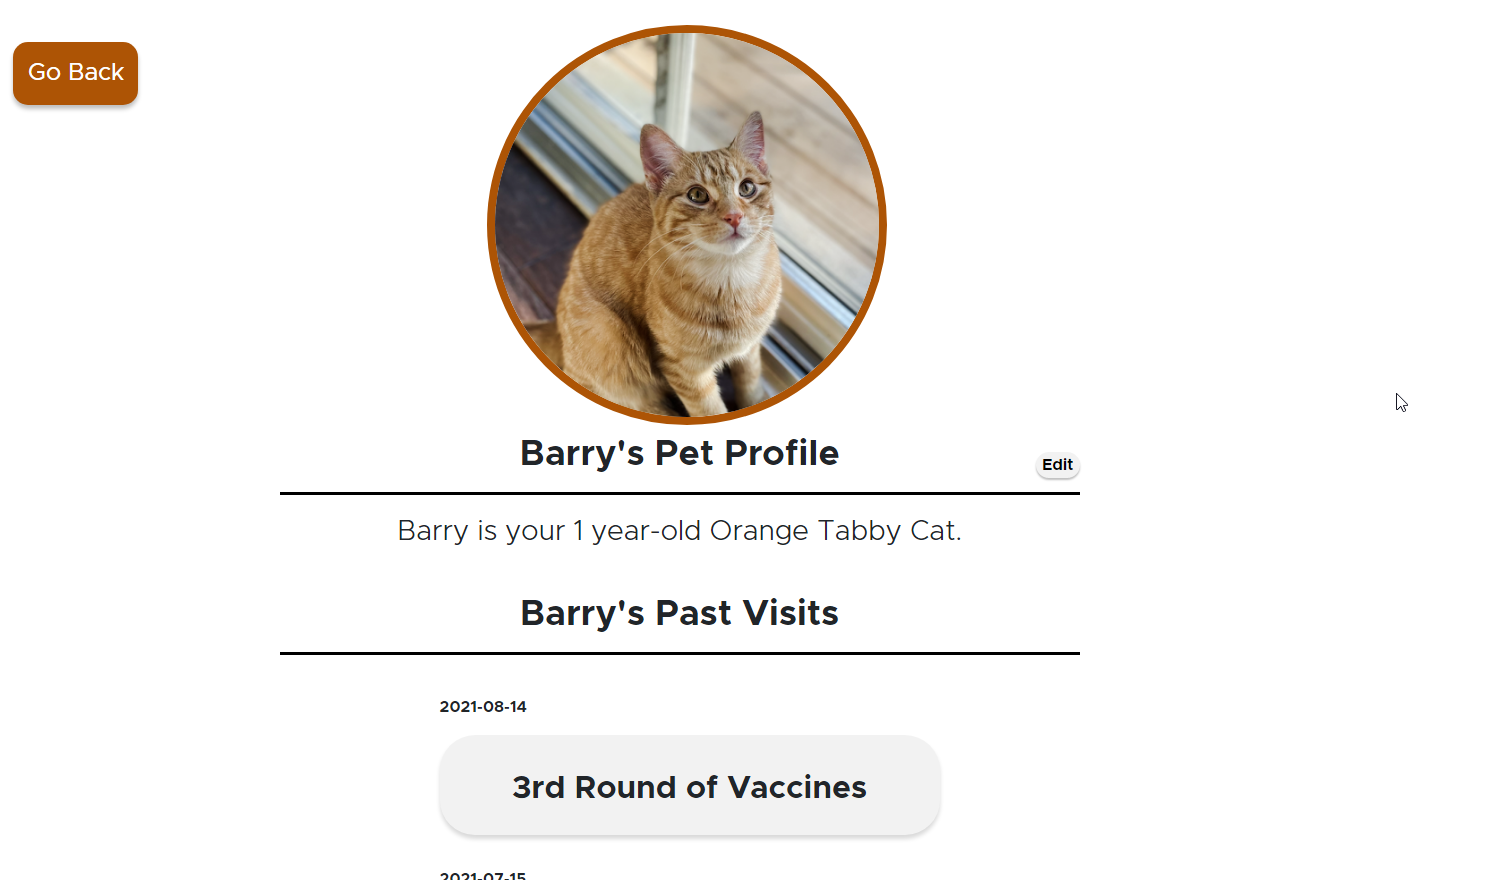 Go Back
Barry's Pet Profile
Edit
Barry is your 1 year-old Orange Tabby Cat.
Barry's Past Visits
2021-08-14
3rd Round of Vaccines
2021-07-15